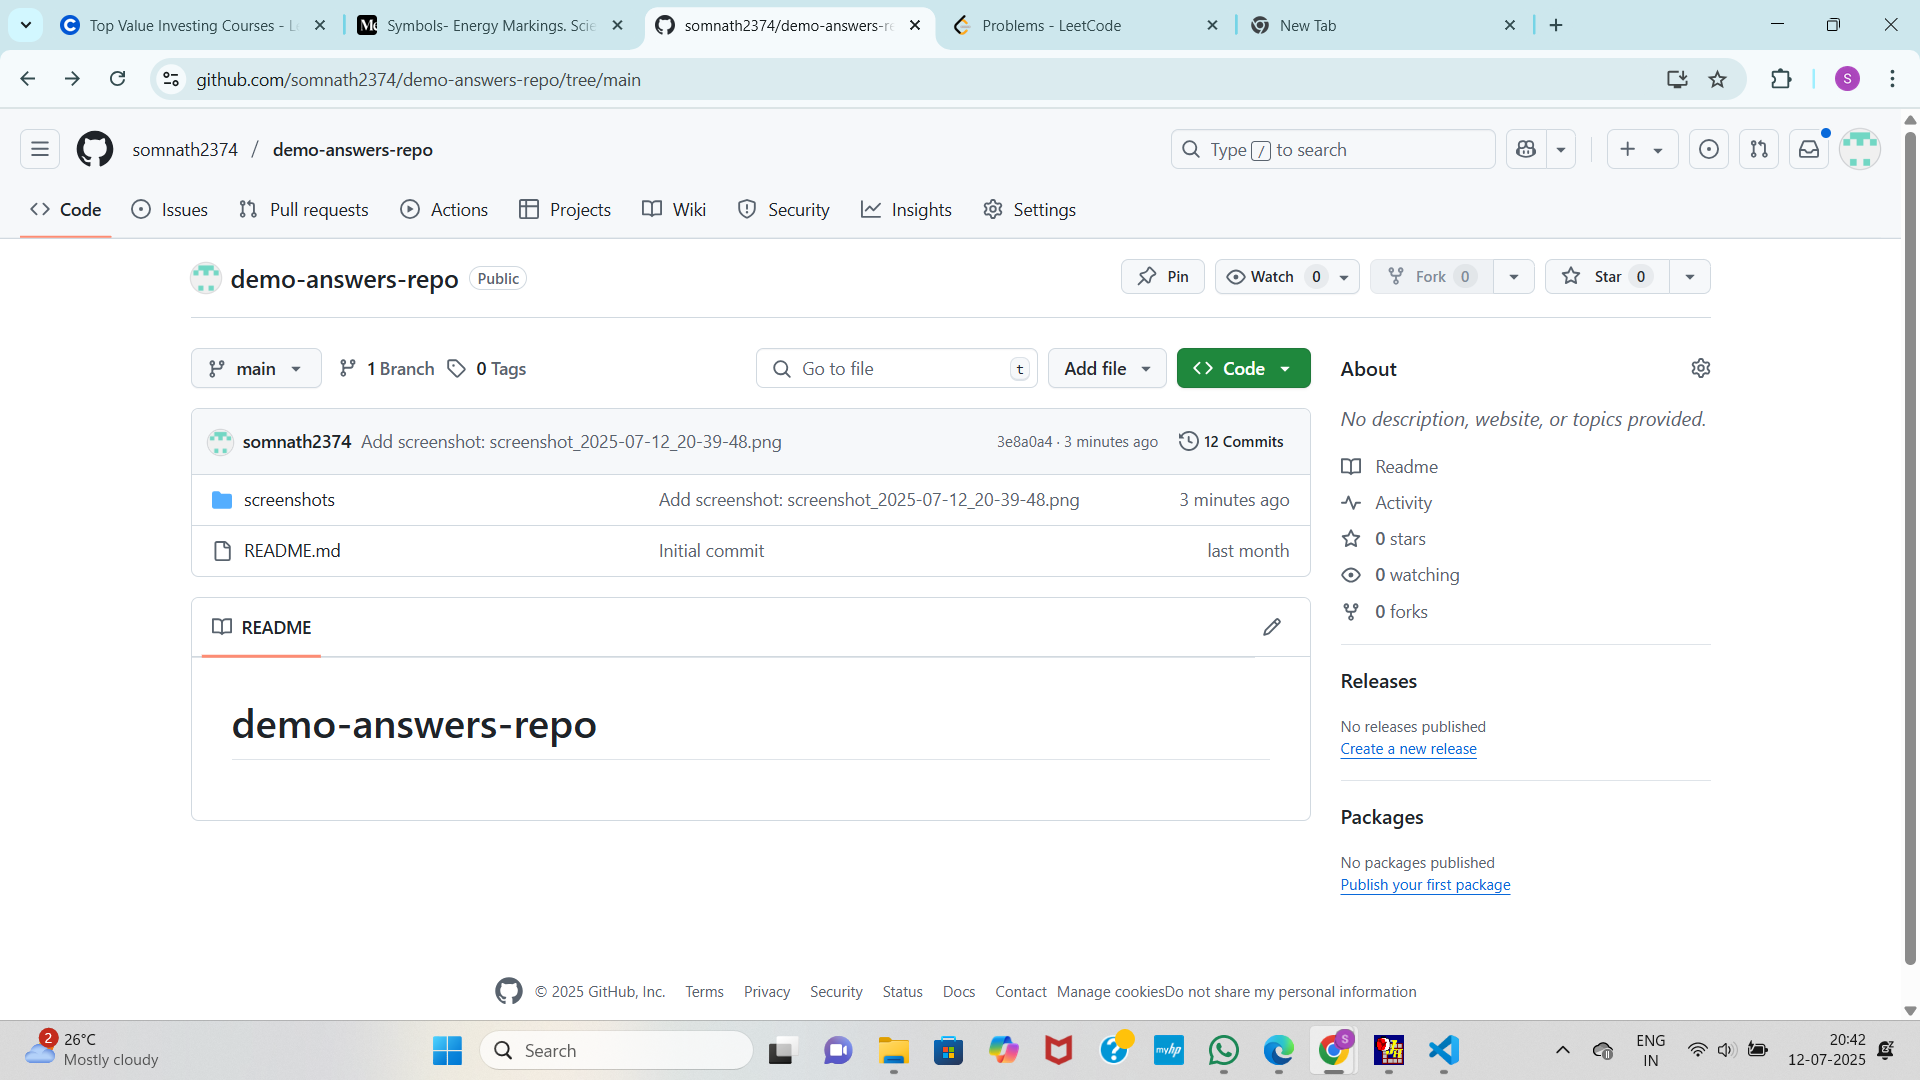 Top Value Investing Courses - Le
Symbols- Energy Markings. Scie
somnath2374/demo-answers-re
Problems - LeetCode
New Tab
github.com/somnath2374/demo-answers-repo/tree/main
S
somnath2374 / demo-answers-repo
Type / to search
Code
Issues
Pull requests
Actions
Projects
Wiki
Security
Insights
Settings
demo-answers-repo Public
Pin
Watch 0
Fork 0
Star 0
main
1 Branch
0 Tags
Go to file t
Add file
Code
somnath2374 Add screenshot: screenshot_2025-07-12_20-39-48.png 3e8a0a4 · 3 minutes ago 12 Commits
screenshots Add screenshot: screenshot_2025-07-12_20-39-48.png 3 minutes ago
README.md Initial commit last month
README
demo-answers-repo
About
No description, website, or topics provided.
Readme
Activity
0 stars
0 watching
0 forks
Releases
No releases published
Create a new release
Packages
No packages published
Publish your first package
© 2025 GitHub, Inc. Terms Privacy Security Status Docs Contact Manage cookies Do not share my personal information
2
26°C
Mostly cloudy
Search
myhp
S
ENG
IN
20:42
12-07-2025